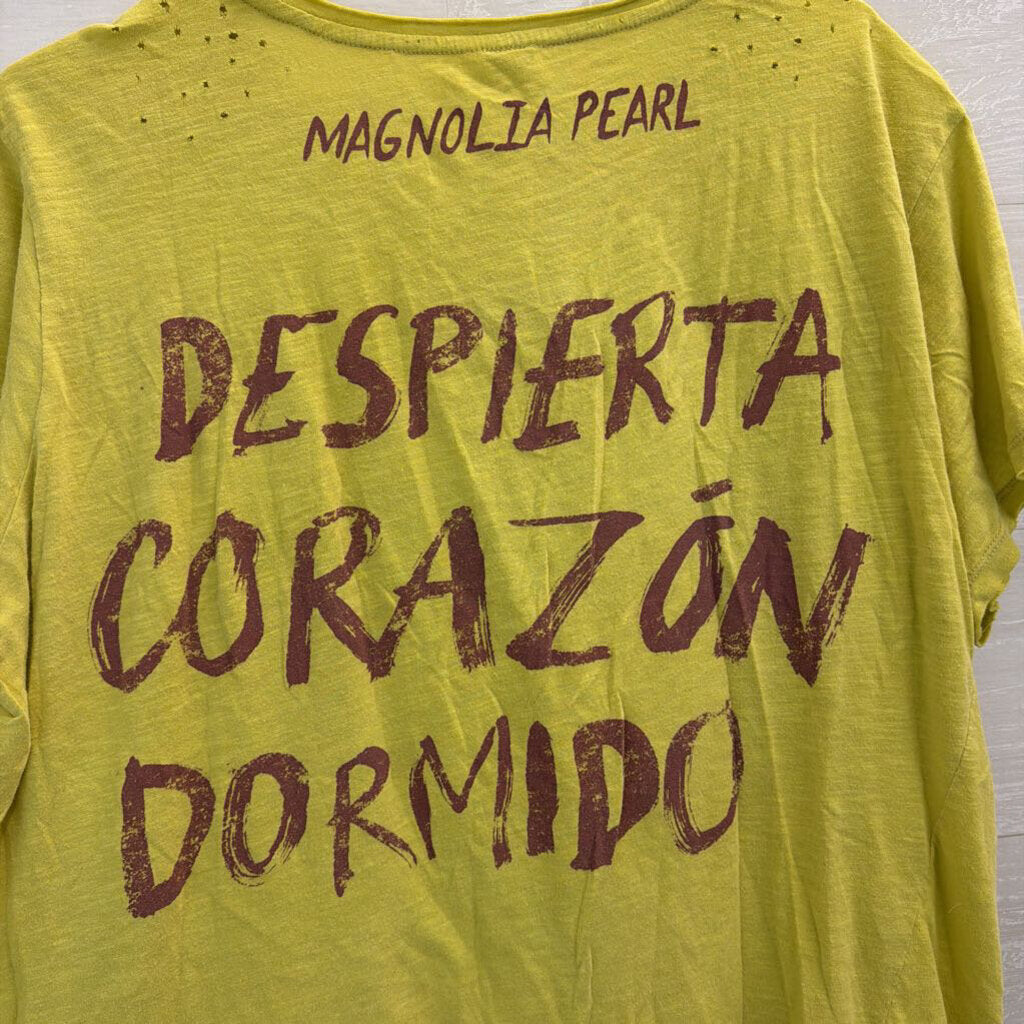 MAGNOLIA PEARL
DESPIERTA
CORAZÓN
DORMIDO